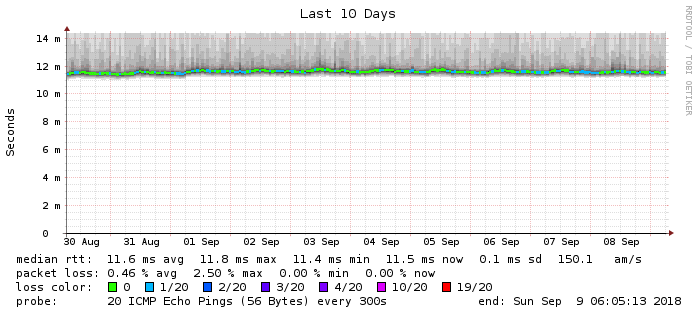 Last 10 Days
RRDTOOL / TOBI OETIKER
Seconds
14 m
12 m
10 m
8 m
6 m
4 m
2 m
0
30 Aug 31 Aug 01 Sep 02 Sep 03 Sep 04 Sep 05 Sep 06 Sep 07 Sep 08 Sep
median rtt: 11.6 ms avg 11.8 ms max 11.4 ms min 11.5 ms now 0.1 ms sd 150.1 am/s
packet loss: 0.46 % avg 2.50 % max 0.00 % min 0.00 % now
loss color: 0 1/20 2/20 3/20 4/20 10/20 19/20
probe: 20 ICMP Echo Pings (56 Bytes) every 300s end: Sun Sep 9 06:05:13 2018